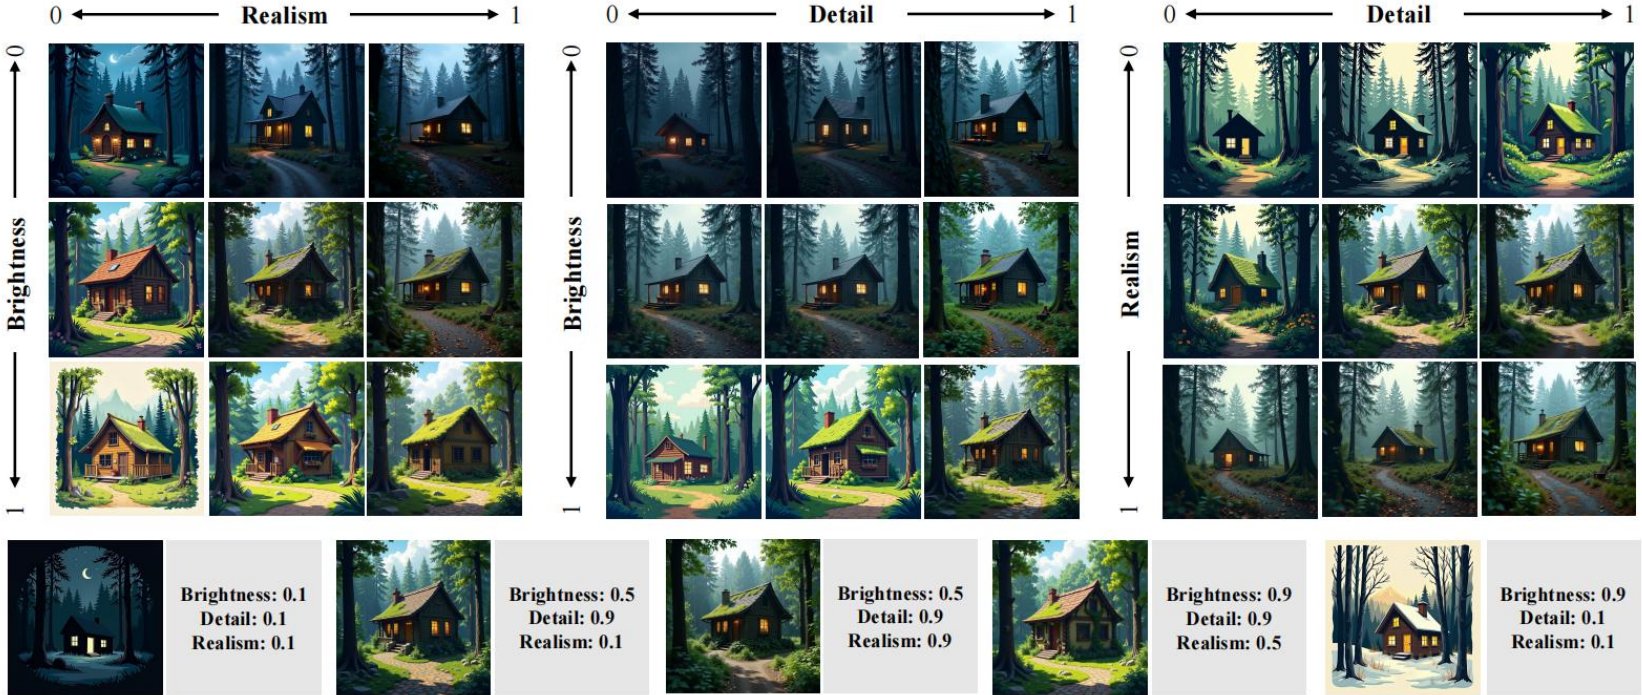 0 Realism 1
0 Detail 1
0 Detail 1
0 Brightness 1
0 Brightness 1
0 Realism 1
Brightness: 0.1
Detail: 0.1
Realism: 0.1
Brightness: 0.5
Detail: 0.9
Realism: 0.1
Brightness: 0.5
Detail: 0.9
Realism: 0.9
Brightness: 0.9
Detail: 0.9
Realism: 0.5
Brightness: 0.9
Detail: 0.1
Realism: 0.1